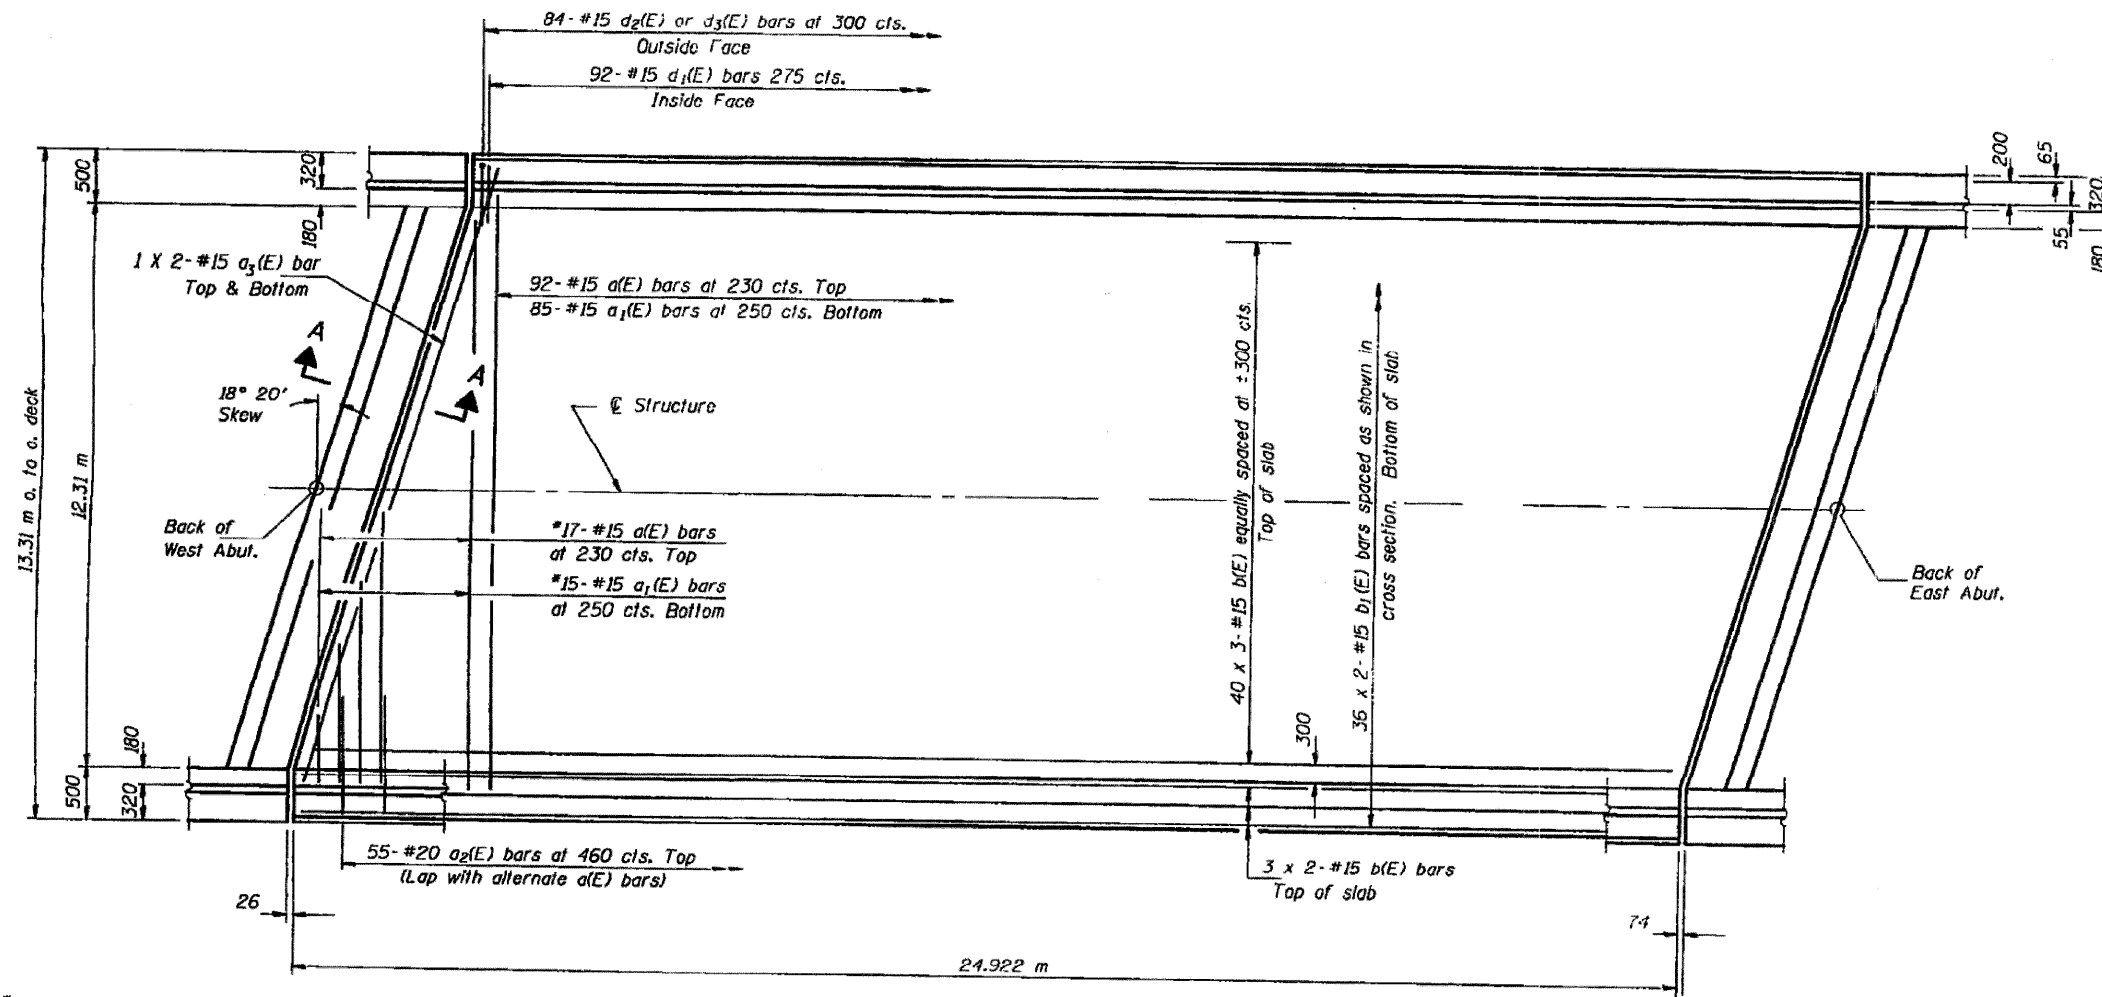 84- #15 d2(E) or d3(E) bars at 300 cts.
Outside Face
92- #15 d1(E) bars 275 cts.
Inside Face
500
320
180
200
65
320
55
180
1 X 2- #15 a3(E) bar
Top & Bottom
92- #15 a(E) bars at 230 cts. Top
85- #15 a1(E) bars at 250 cts. Bottom
A
A
18° 20'
Skew
℄ Structure
13.31 m o. to o. deck
12.31 m
40 x 3- #15 b(E) equally spaced at ±300 cts.
Top of slab
36 x 2- #15 b1(E) bars spaced as shown in
cross section. Bottom of slab
Back of
West Abut.
*17- #15 a(E) bars
at 230 cts. Top
*15- #15 a1(E) bars
at 250 cts. Bottom
Back of
East Abut.
180
500
320
300
55- #20 a2(E) bars at 460 cts. Top
(Lap with alternate a(E) bars)
3 x 2- #15 b(E) bars
Top of slab
26
74
24.922 m